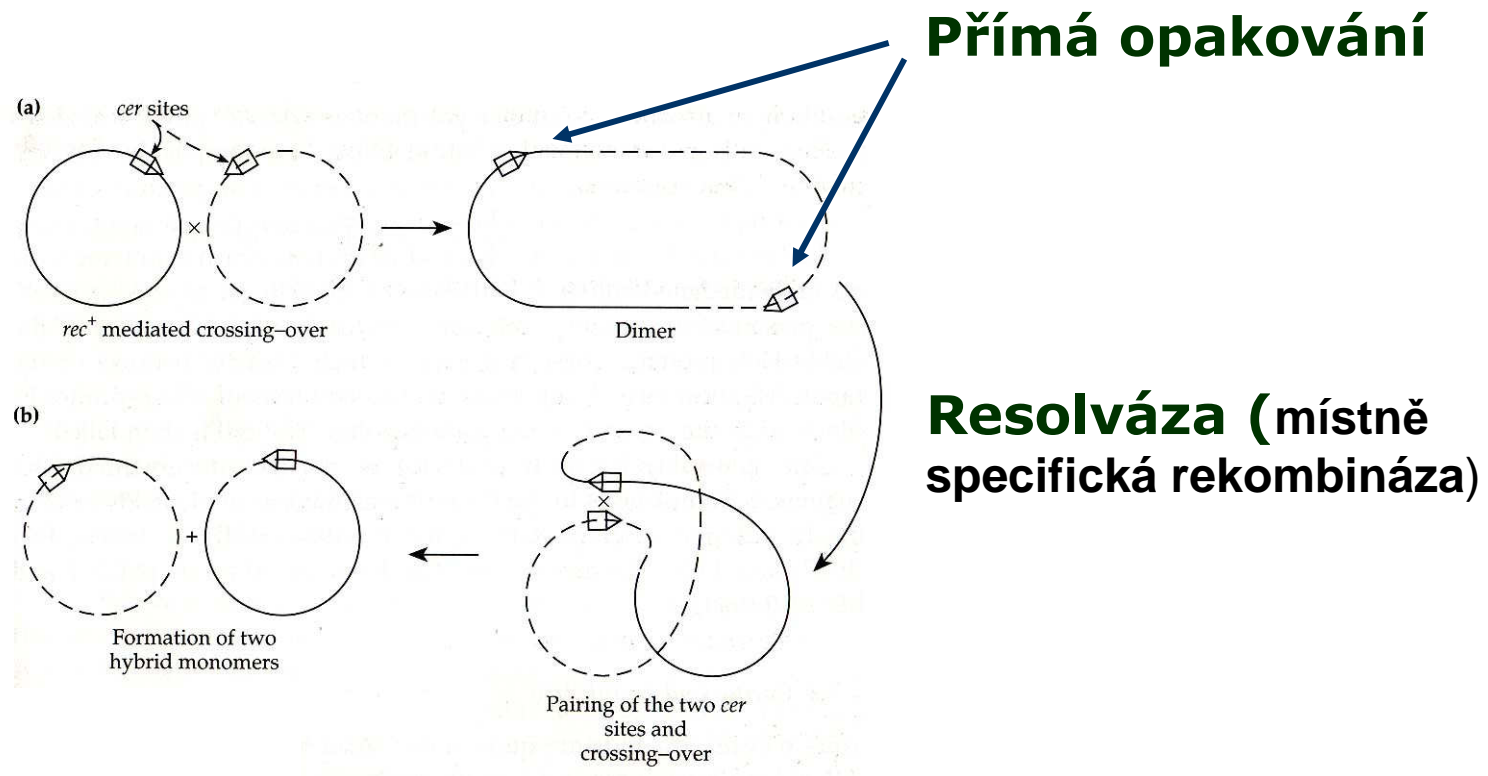 Přímá opakování
(a)
cer sites
×
rec⁺ mediated crossing–over
Dimer
Resolváza (místně
specifická rekombináza)
(b)
+
×
Formation of two
hybrid monomers
Pairing of the two cer
sites and
crossing–over